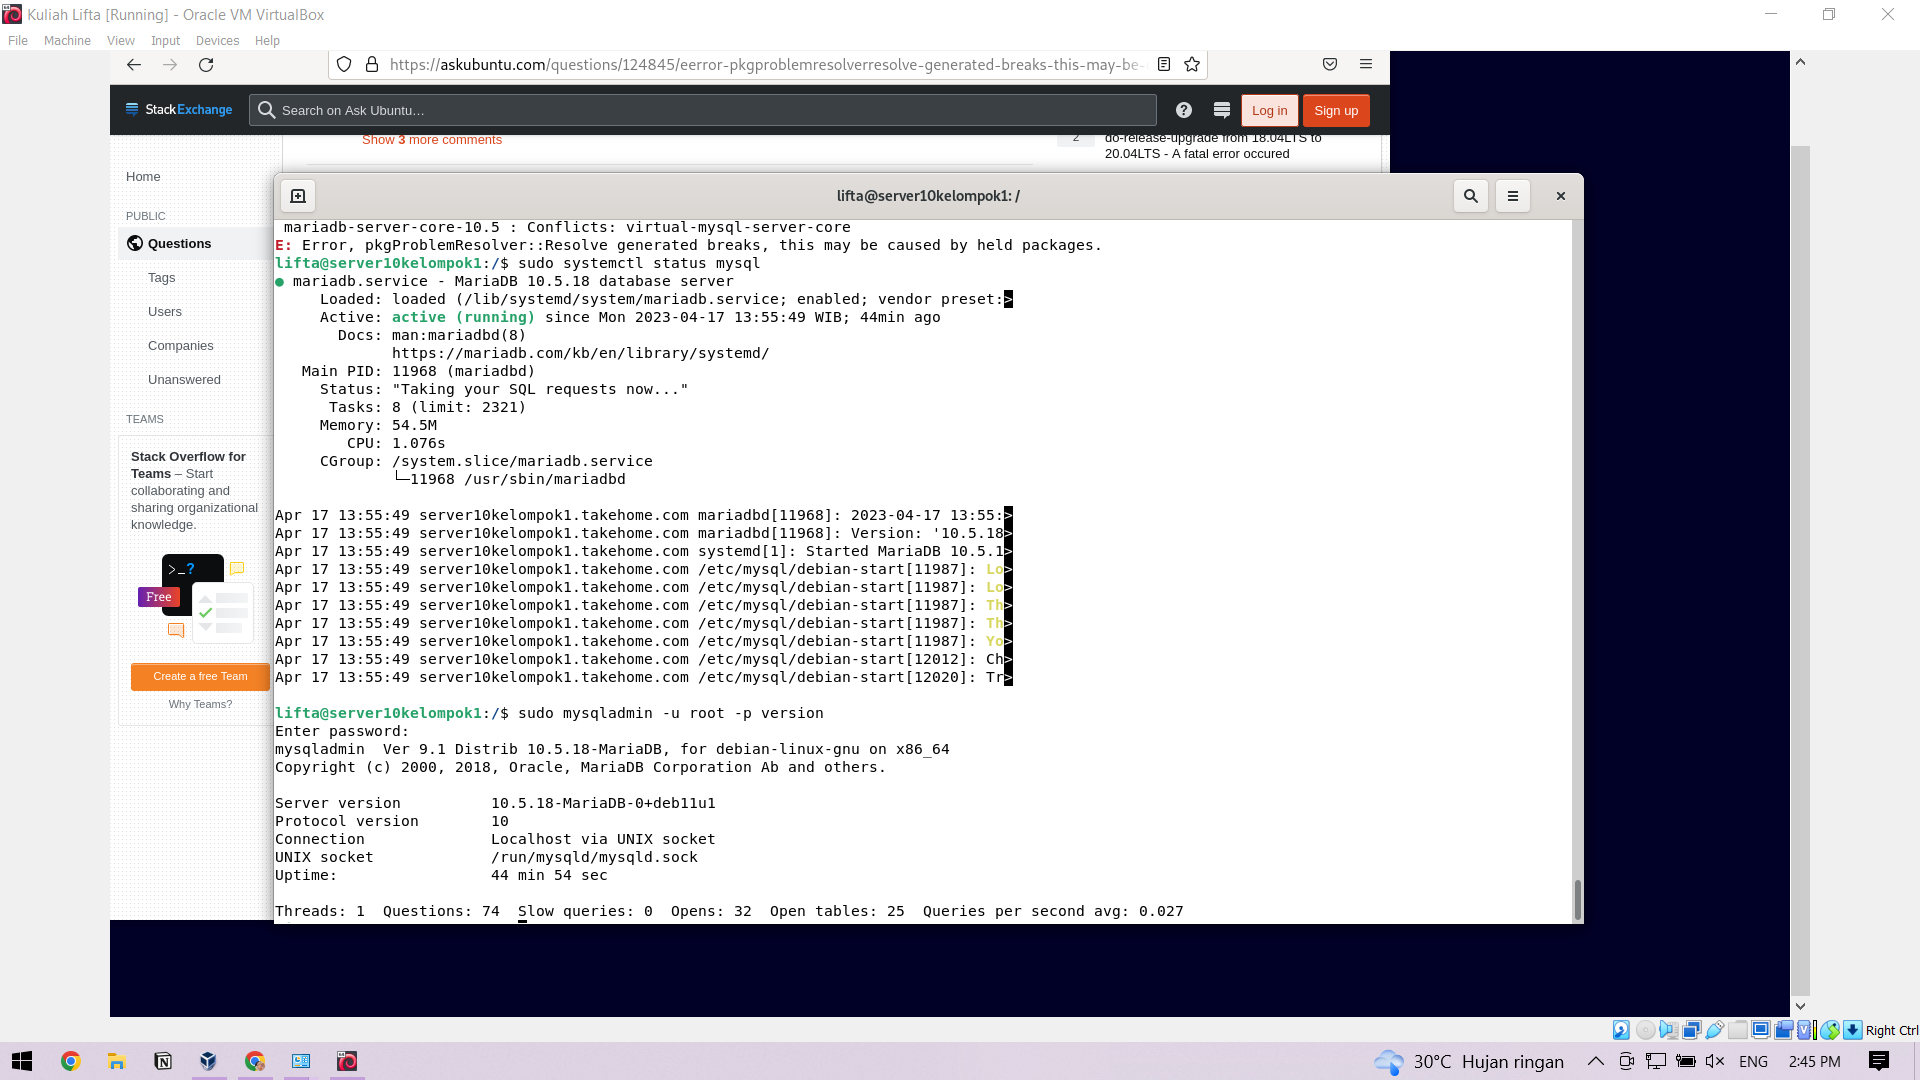 Kuliah Lifta [Running] - Oracle VM VirtualBox
File Machine View Input Devices Help
https://askubuntu.com/questions/124845/eerror-pkgproblemresolverresolve-generated-breaks-this-may-be-
StackExchange
Search on Ask Ubuntu…
Log in
Sign up
Show 3 more comments
2
do-release-upgrade from 18.04LTS to
20.04LTS - A fatal error occured
Home
PUBLIC
Questions
Tags
Users
Companies
Unanswered
TEAMS
Stack Overflow for
Teams – Start
collaborating and
sharing organizational
knowledge.
>_?
Free
Create a free Team
Why Teams?
lifta@server10kelompok1: /
mariadb-server-core-10.5 : Conflicts: virtual-mysql-server-core
E: Error, pkgProblemResolver::Resolve generated breaks, this may be caused by held packages.
lifta@server10kelompok1:/$ sudo systemctl status mysql
● mariadb.service - MariaDB 10.5.18 database server
Loaded: loaded (/lib/systemd/system/mariadb.service; enabled; vendor preset:>
Active: active (running) since Mon 2023-04-17 13:55:49 WIB; 44min ago
Docs: man:mariadbd(8)
https://mariadb.com/kb/en/library/systemd/
Main PID: 11968 (mariadbd)
Status: "Taking your SQL requests now..."
Tasks: 8 (limit: 2321)
Memory: 54.5M
CPU: 1.076s
CGroup: /system.slice/mariadb.service
└─11968 /usr/sbin/mariadbd
Apr 17 13:55:49 server10kelompok1.takehome.com mariadbd[11968]: 2023-04-17 13:55:>
Apr 17 13:55:49 server10kelompok1.takehome.com mariadbd[11968]: Version: '10.5.18>
Apr 17 13:55:49 server10kelompok1.takehome.com systemd[1]: Started MariaDB 10.5.1>
Apr 17 13:55:49 server10kelompok1.takehome.com /etc/mysql/debian-start[11987]: Lo>
Apr 17 13:55:49 server10kelompok1.takehome.com /etc/mysql/debian-start[11987]: Lo>
Apr 17 13:55:49 server10kelompok1.takehome.com /etc/mysql/debian-start[11987]: Th>
Apr 17 13:55:49 server10kelompok1.takehome.com /etc/mysql/debian-start[11987]: Th>
Apr 17 13:55:49 server10kelompok1.takehome.com /etc/mysql/debian-start[11987]: Yo>
Apr 17 13:55:49 server10kelompok1.takehome.com /etc/mysql/debian-start[12012]: Ch>
Apr 17 13:55:49 server10kelompok1.takehome.com /etc/mysql/debian-start[12020]: Tr>
lifta@server10kelompok1:/$ sudo mysqladmin -u root -p version
Enter password:
mysqladmin  Ver 9.1 Distrib 10.5.18-MariaDB, for debian-linux-gnu on x86_64
Copyright (c) 2000, 2018, Oracle, MariaDB Corporation Ab and others.
Server version 10.5.18-MariaDB-0+deb11u1
Protocol version 10
Connection Localhost via UNIX socket
UNIX socket /run/mysqld/mysqld.sock
Uptime: 44 min 54 sec
Threads: 1  Questions: 74  Slow queries: 0  Opens: 32  Open tables: 25  Queries per second avg: 0.027
Right Ctrl
30°C Hujan ringan
ENG
2:45 PM